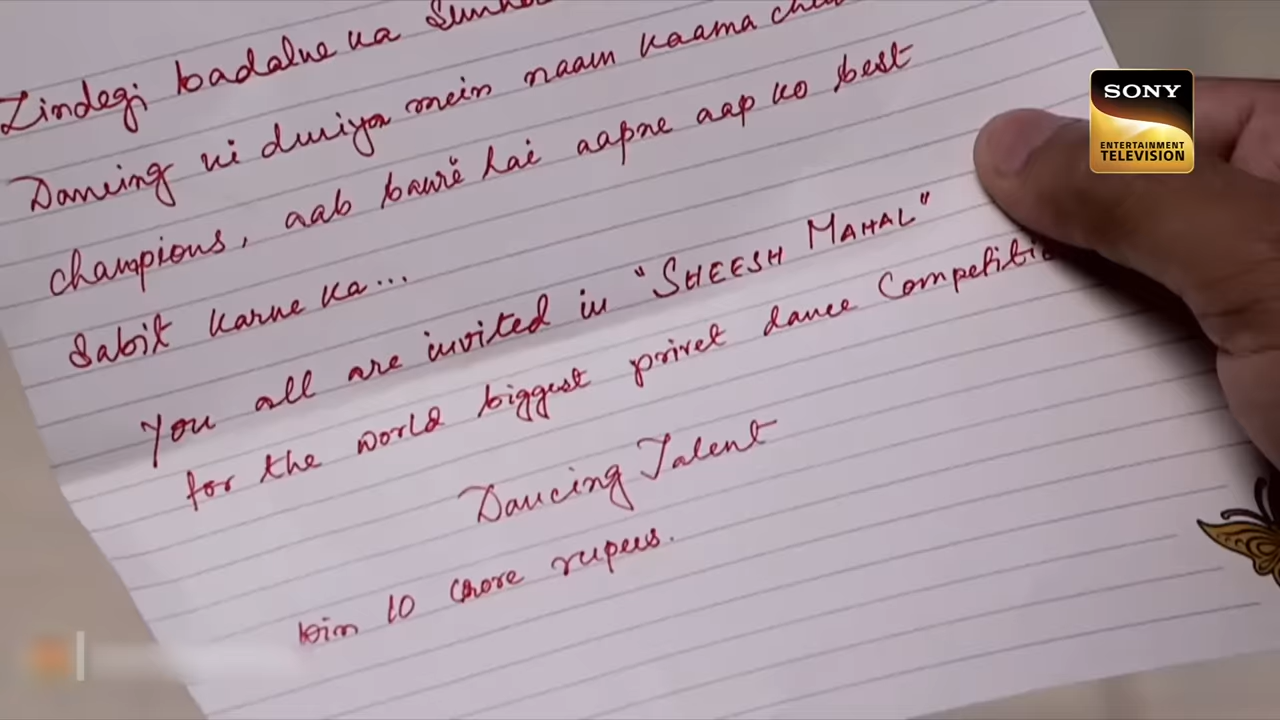 Zindegi badalne ka
Dancing ki duniya mein naam kaama
champions, aab baari hai aapne aap ko best
Sabit karne ka...
You all are invited in "SHEESH MAHAL"
for the world biggest privet dance Competitio
Dancing Talent
win 10 crore rupees.
SONY
ENTERTAINMENT
TELEVISION